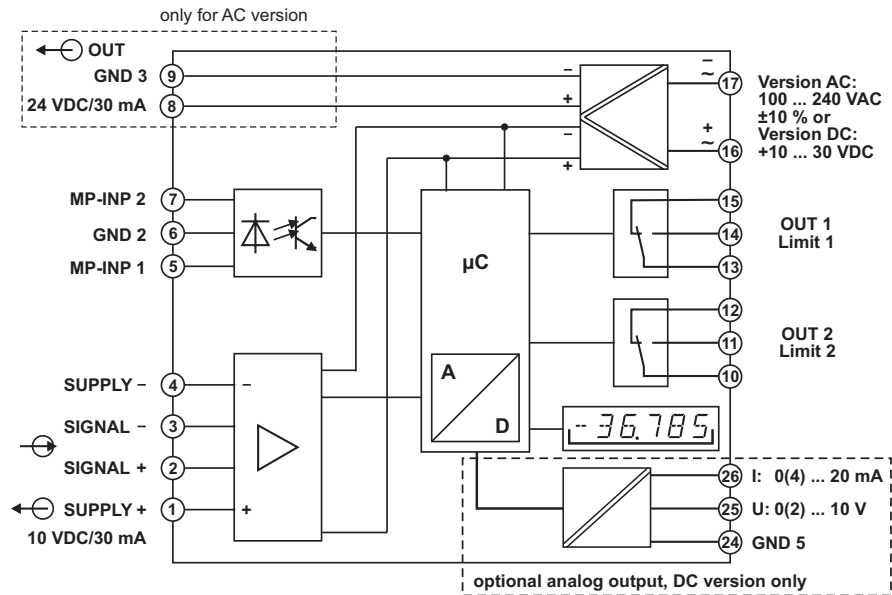 only for AC version
OUT
GND 3 9
24 VDC/30 mA 8
− 17 Version AC:
~ 100 ... 240 VAC
±10 % or
+ Version DC:
~ 16 +10 ... 30 VDC
−
+
−
+
MP-INP 2 7
GND 2 6
MP-INP 1 5
µC
15
14 OUT 1
Limit 1
13
12
11 OUT 2
Limit 2
10
SUPPLY − 4 −
SIGNAL − 3
SIGNAL + 2
SUPPLY + 1 +
10 VDC/30 mA
A
D
-36.785
26 I: 0(4) ... 20 mA
25 U: 0(2) ... 10 V
24 GND 5
optional analog output, DC version only